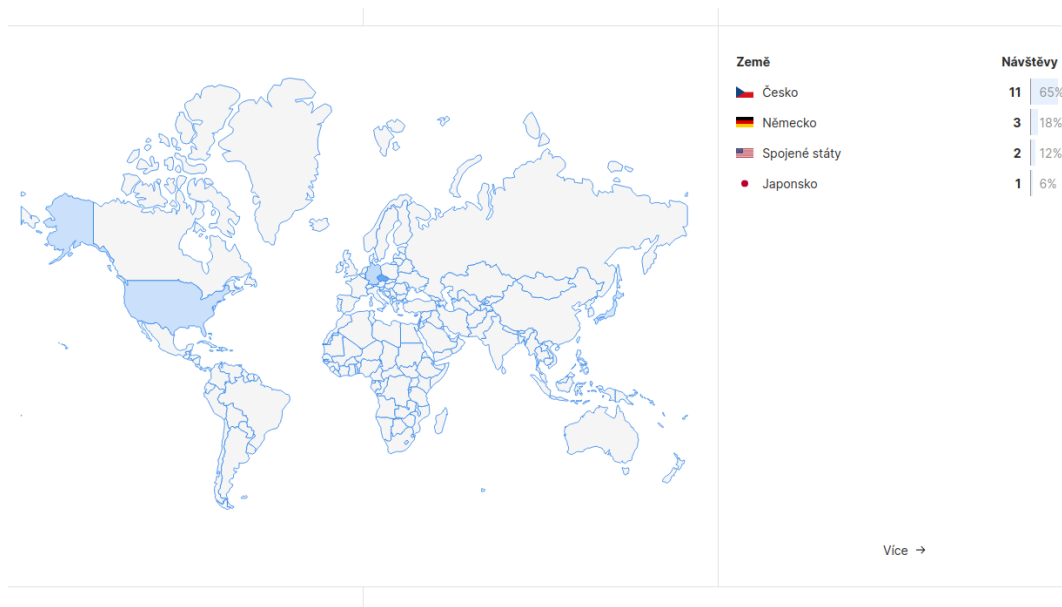 Země Návštěvy
Česko 11 65%
Německo 3 18%
Spojené státy 2 12%
Japonsko 1 6%
Více →